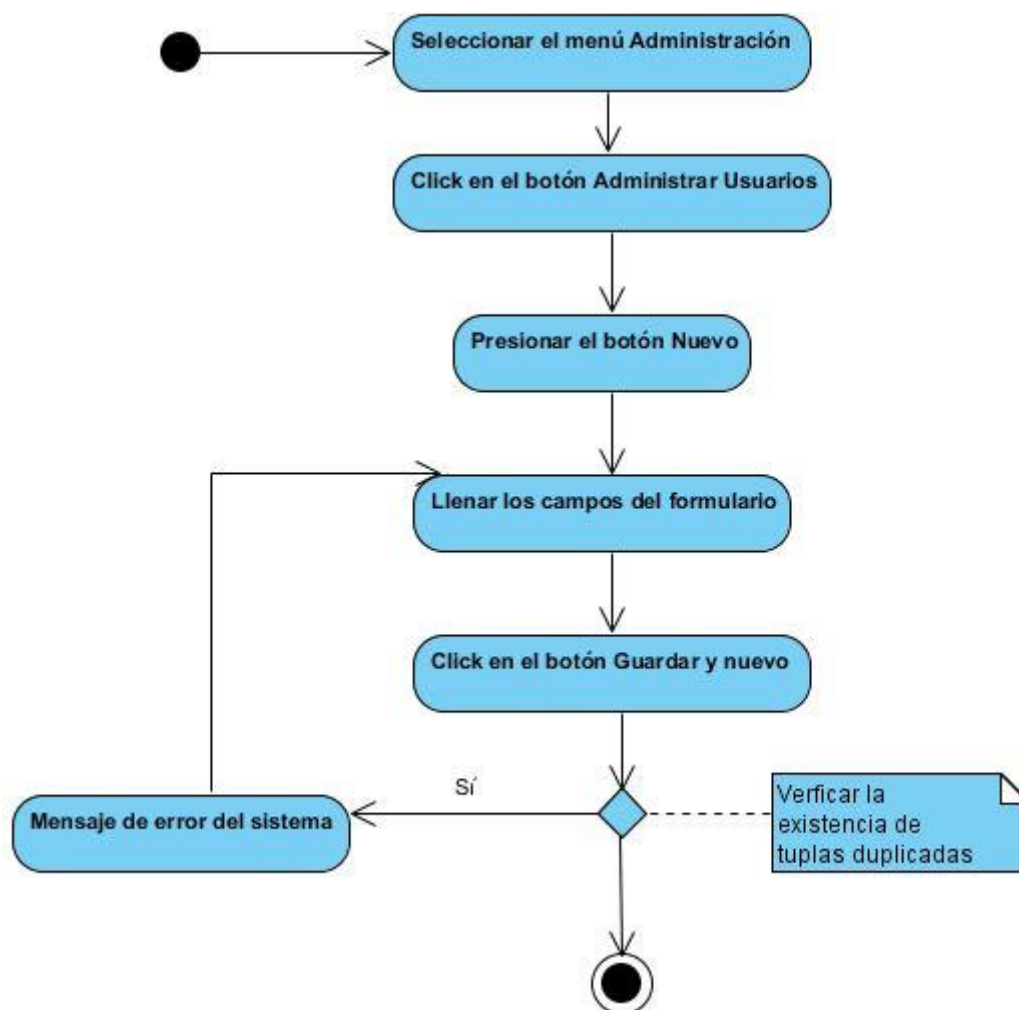 Seleccionar el menú Administración
Click en el botón Administrar Usuarios
Presionar el botón Nuevo
Llenar los campos del formulario
Click en el botón Guardar y nuevo
Sí
Mensaje de error del sistema
Verficar la
existencia de
tuplas duplicadas